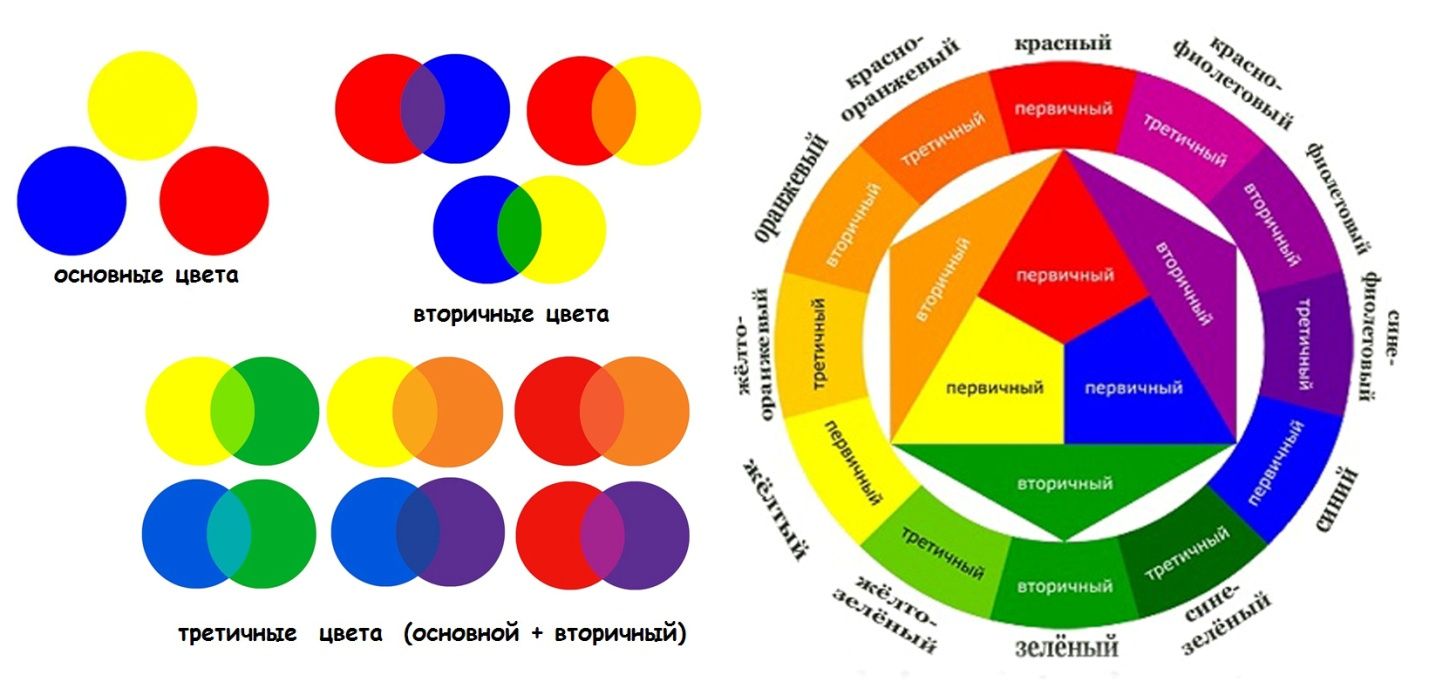 основные цвета
вторичные цвета
третичные цвета (основной + вторичный)
красный
красно-
фиолетовый
фиолетовый
сине-
фиолетовый
синий
сине-
зелёный
зелёный
жёлто-
зелёный
жёлтый
жёлто-
оранжевый
оранжевый
красно-
оранжевый
первичный
третичный
вторичный
третичный
первичный
третичный
вторичный
третичный
первичный
третичный
вторичный
третичный
первичный
вторичный
вторичный
первичный
первичный
вторичный